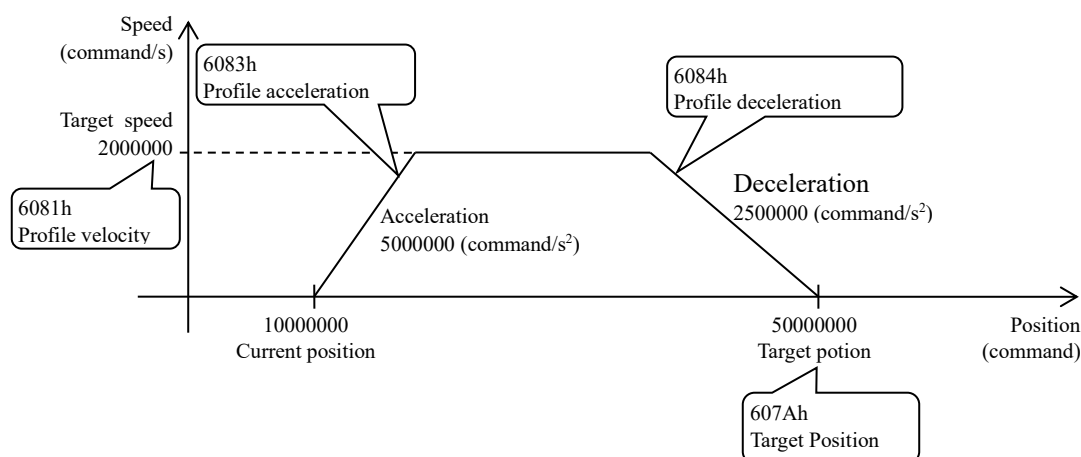 Speed
(command/s)
6083h
Profile acceleration
6084h
Profile deceleration
Target speed
2000000
6081h
Profile velocity
Acceleration
5000000 (command/s²)
Deceleration
2500000 (command/s²)
10000000
Current position
50000000
Target potion
Position
(command)
607Ah
Target Position